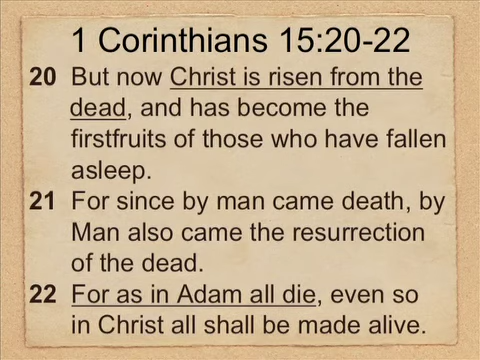 1 Corinthians 15:20-22
20 But now Christ is risen from the
dead, and has become the
firstfruits of those who have fallen
asleep.
21 For since by man came death, by
Man also came the resurrection
of the dead.
22 For as in Adam all die, even so
in Christ all shall be made alive.